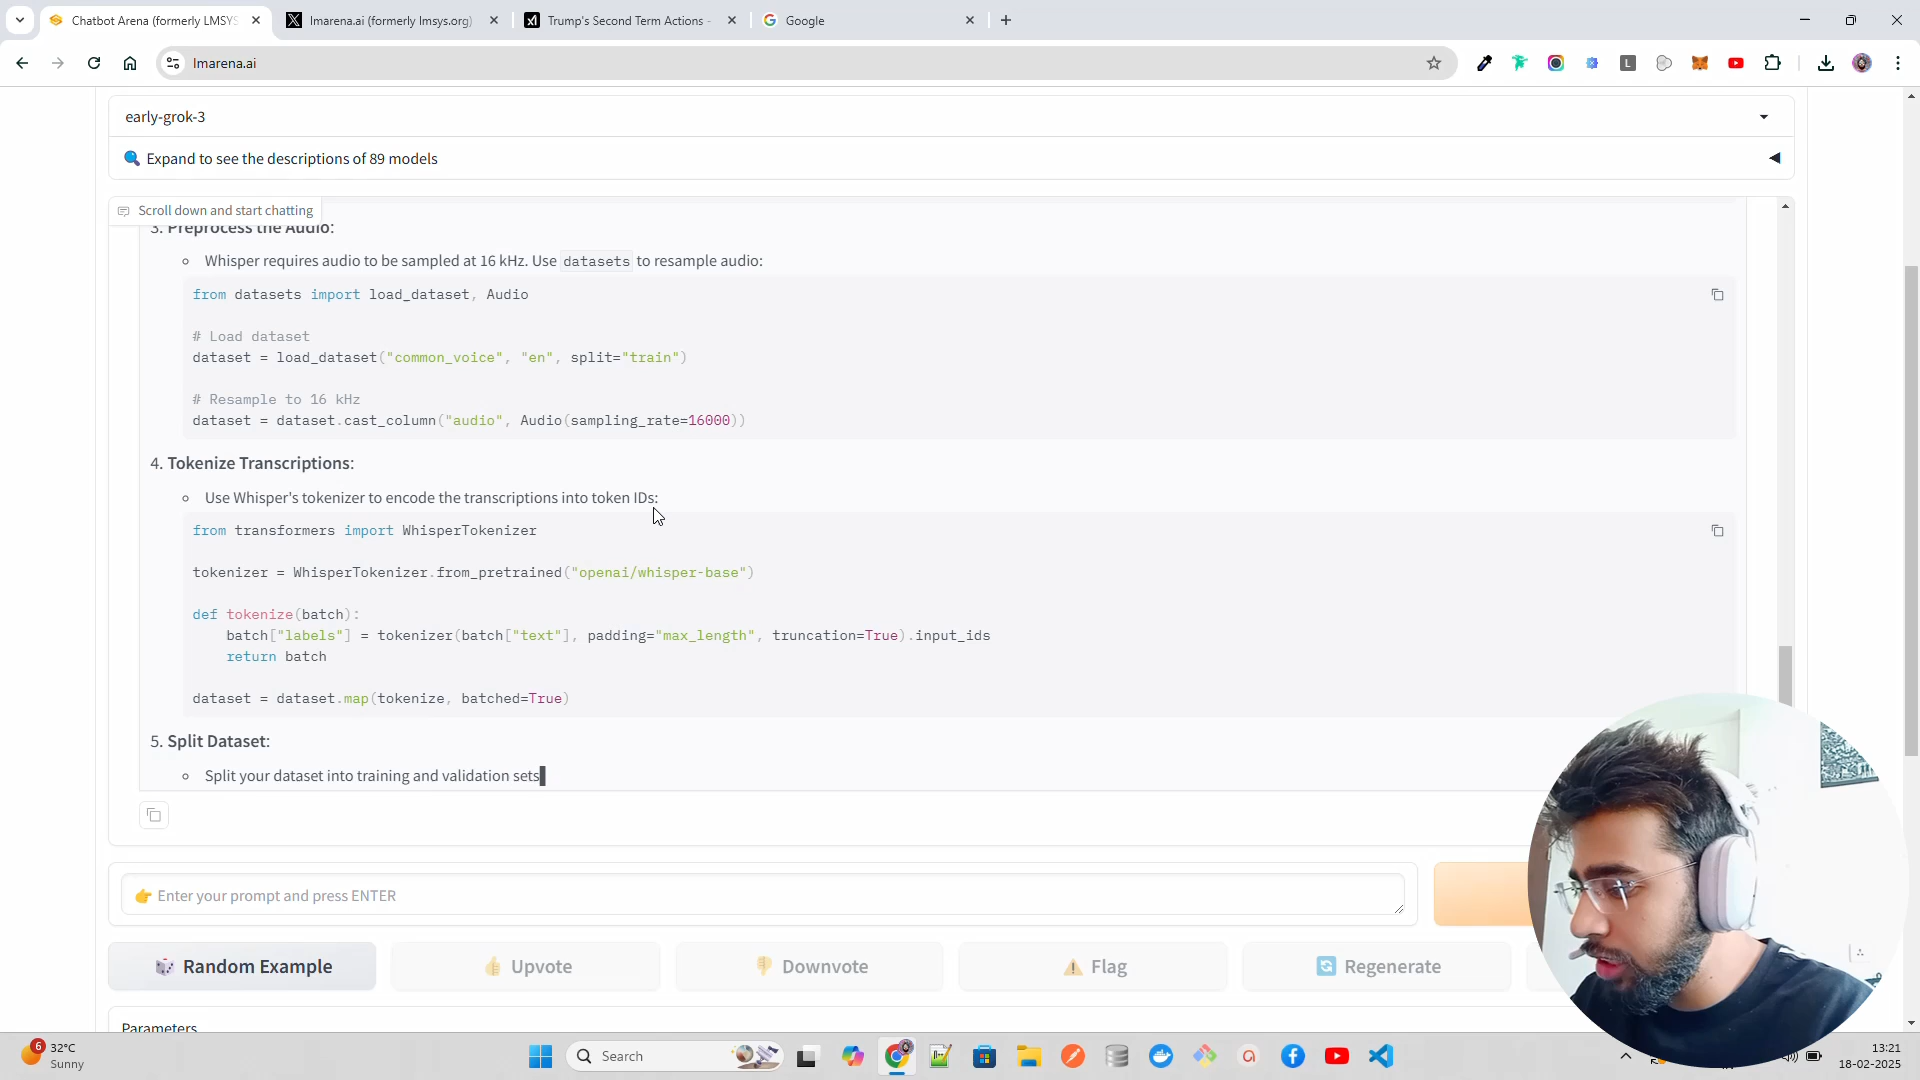 Chatbot Arena (formerly LMSYS
lmarena.ai (formerly lmsys.org)
Trump's Second Term Actions -
Google
lmarena.ai
early-grok-3
Expand to see the descriptions of 89 models
Scroll down and start chatting
3. Preprocess the Audio:
Whisper requires audio to be sampled at 16 kHz. Use datasets to resample audio:
from datasets import load_dataset, Audio
# Load dataset
dataset = load_dataset("common_voice", "en", split="train")
# Resample to 16 kHz
dataset = dataset.cast_column("audio", Audio(sampling_rate=16000))
4. Tokenize Transcriptions:
Use Whisper's tokenizer to encode the transcriptions into token IDs:
from transformers import WhisperTokenizer
tokenizer = WhisperTokenizer.from_pretrained("openai/whisper-base")
def tokenize(batch):
batch["labels"] = tokenizer(batch["text"], padding="max_length", truncation=True).input_ids
return batch
dataset = dataset.map(tokenize, batched=True)
5. Split Dataset:
Split your dataset into training and validation sets
Enter your prompt and press ENTER
Random Example
Upvote
Downvote
Flag
Regenerate
Parameters
6
32°C
Sunny
Search
13:21
18-02-2025